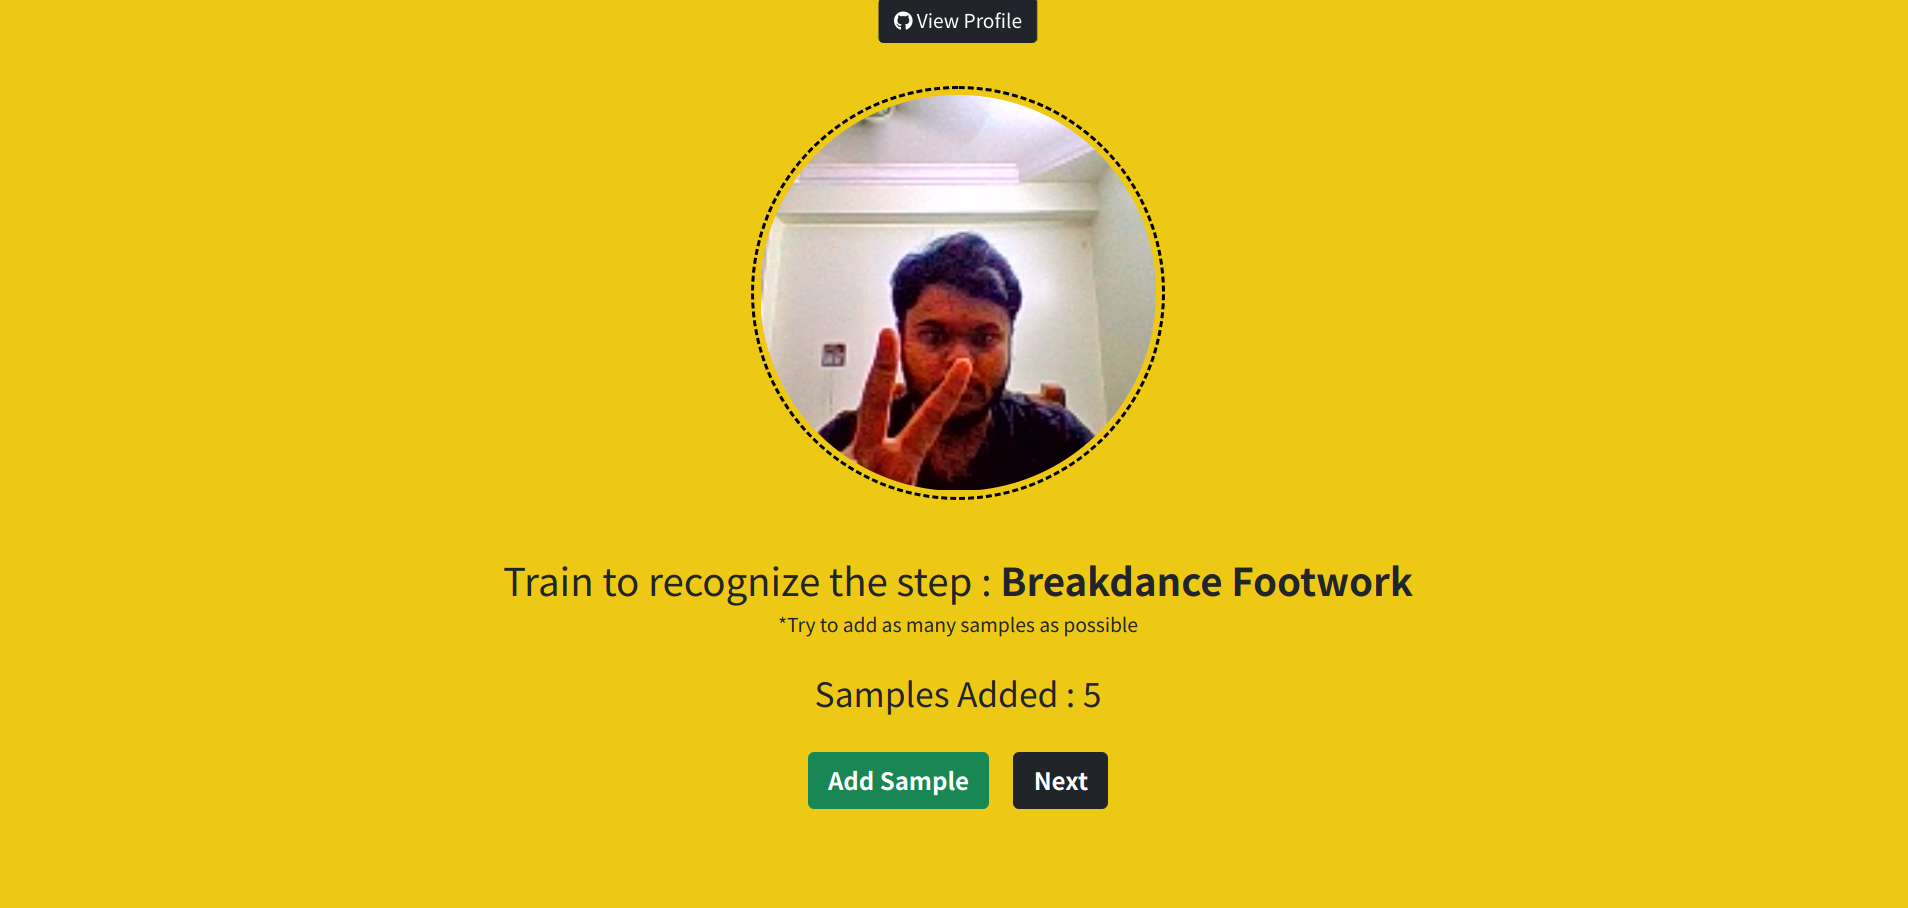 View Profile
Train to recognize the step : Breakdance Footwork
*Try to add as many samples as possible
Samples Added : 5
Add Sample
Next